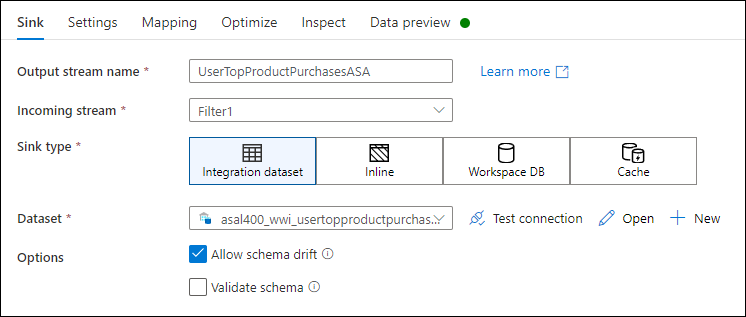 Sink Settings Mapping Optimize Inspect Data preview
Output stream name * UserTopProductPurchasesASA Learn more
Incoming stream * Filter1
Sink type *
Integration dataset Inline Workspace DB Cache
Dataset * asal400_wwi_usertopproductpurchas... Test connection Open New
Options Allow schema drift
Validate schema